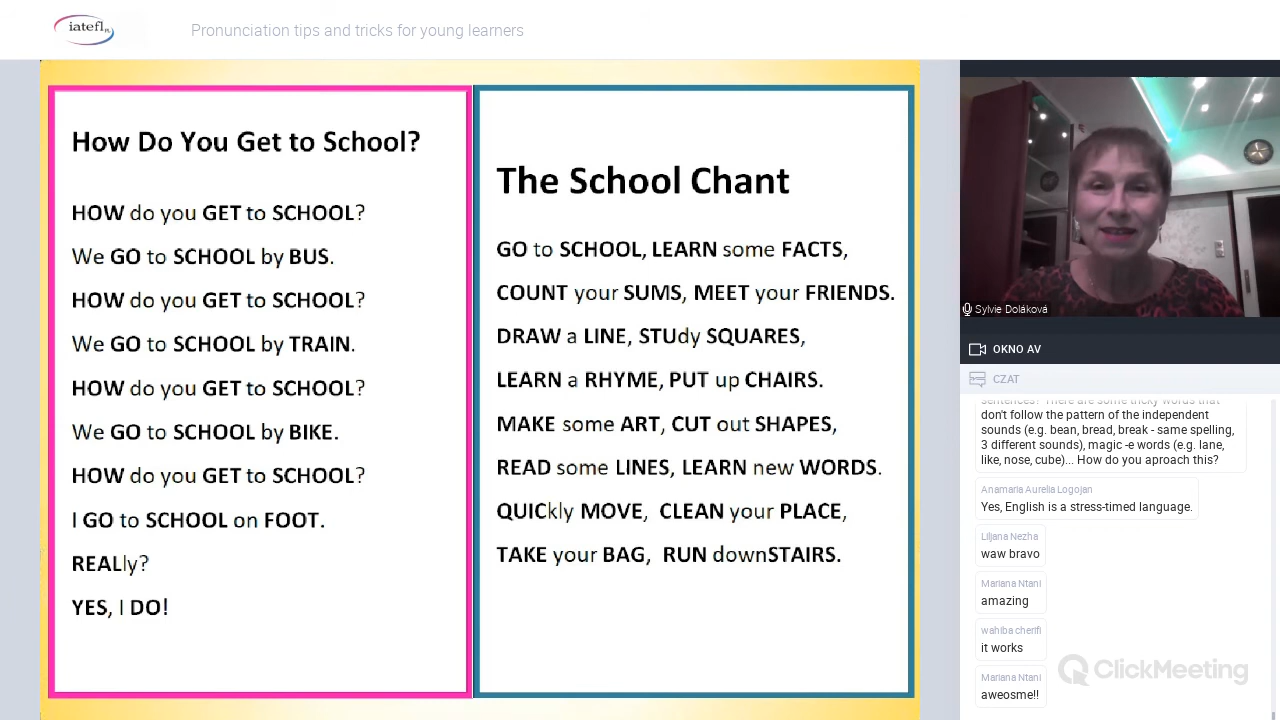 iatefl PL
Pronunciation tips and tricks for young learners
How Do You Get to School?
HOW do you GET to SCHOOL?
We GO to SCHOOL by BUS.
HOW do you GET to SCHOOL?
We GO to SCHOOL by TRAIN.
HOW do you GET to SCHOOL?
We GO to SCHOOL by BIKE.
HOW do you GET to SCHOOL?
I GO to SCHOOL on FOOT.
REALly?
YES, I DO!
The School Chant
GO to SCHOOL, LEARN some FACTS,
COUNT your SUMS, MEET your FRIENDS.
DRAW a LINE, STUdy SQUARES,
LEARN a RHYME, PUT up CHAIRS.
MAKE some ART, CUT out SHAPES,
READ some LINES, LEARN new WORDS.
QUICkly MOVE, CLEAN your PLACE,
TAKE your BAG, RUN downSTAIRS.
Sylvie Doláková
OKNO AV
CZAT
sentences? There are some tricky words that
don't follow the pattern of the independent
sounds (e.g. bean, bread, break - same spelling,
3 different sounds), magic -e words (e.g. lane,
like, nose, cube)... How do you aproach this?
Anamaria Aurelia Logojan
Yes, English is a stress-timed language.
Liljana Nezha
waw bravo
Mariana Ntani
amazing
wahiba cherifi
it works
Mariana Ntani
aweosme!!
ClickMeeting